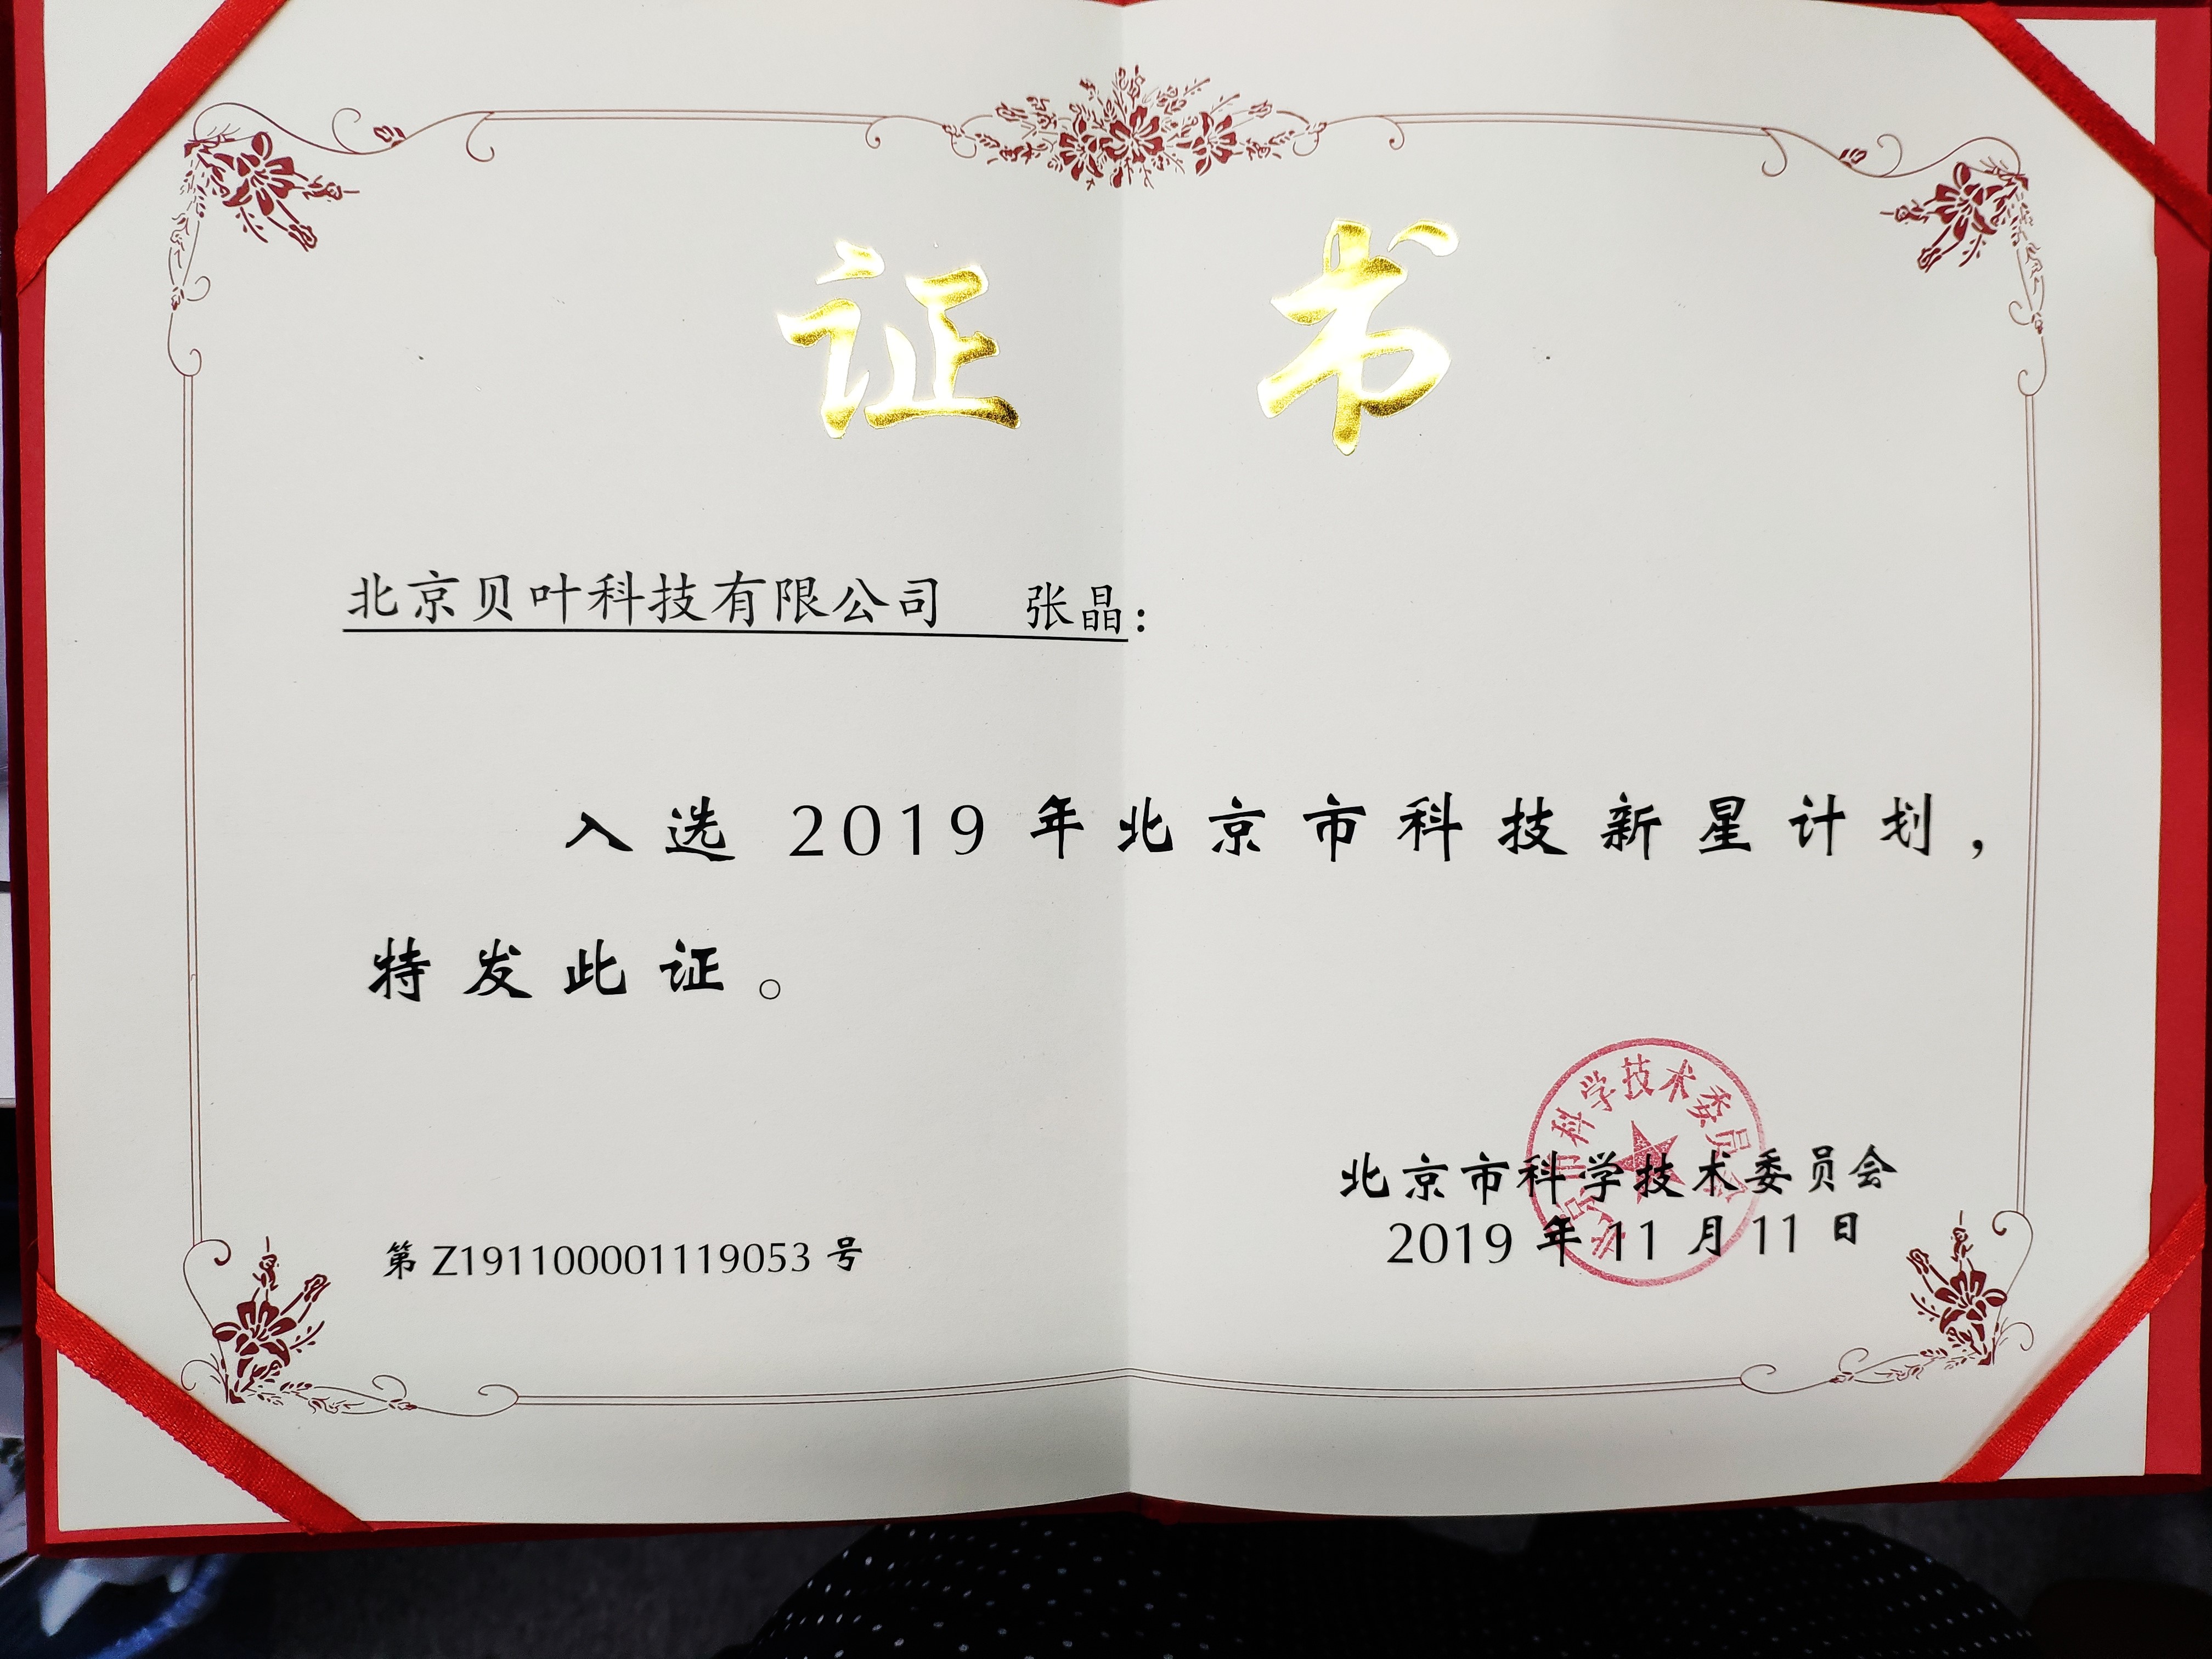 证书
北京贝叶科技有限公司 张晶：
入选 2019 年北京市科技新星计划，
特发此证。
北京市科学技术委员会
北京市科学技术委员会
2019 年 11 月 11 日
第 Z191100001119053 号